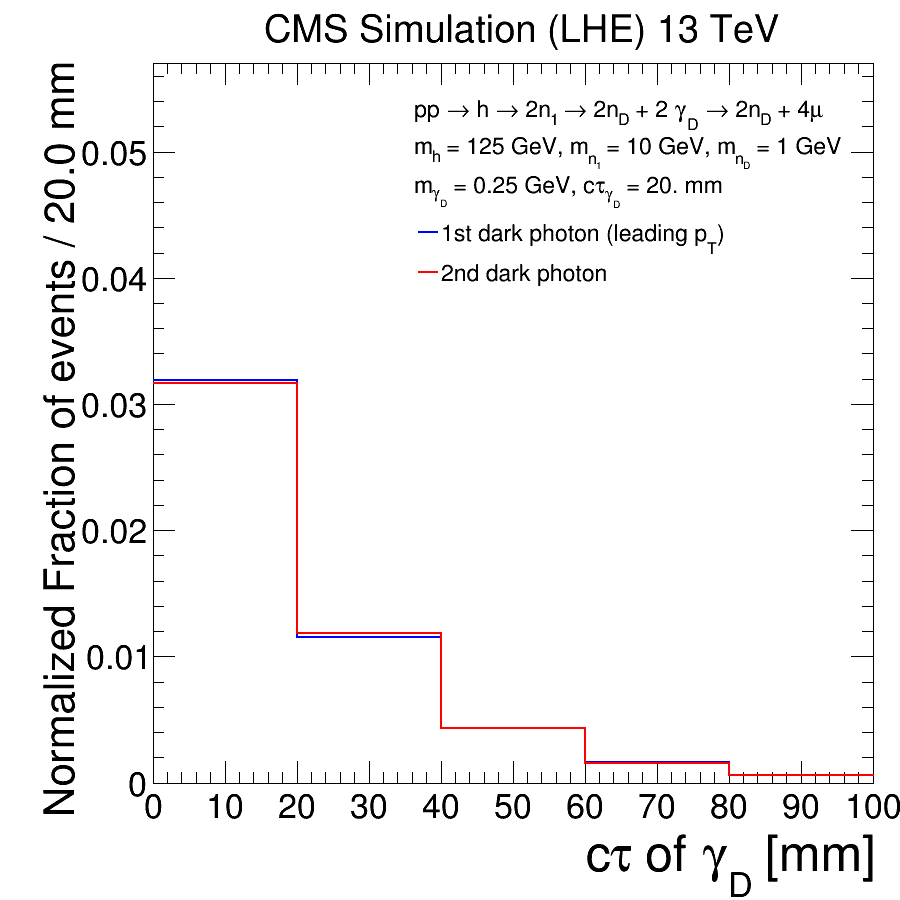 CMS Simulation (LHE) 13 TeV
pp → h → 2n1 → 2nD + 2 γD → 2nD + 4μ
mh = 125 GeV, mn1 = 10 GeV, mnD = 1 GeV
mγD = 0.25 GeV, cτγD = 20. mm
1st dark photon (leading pT)
2nd dark photon
Normalized Fraction of events / 20.0 mm
0.05
0.04
0.03
0.02
0.01
0
0 10 20 30 40 50 60 70 80 90 100
cτ of γD [mm]